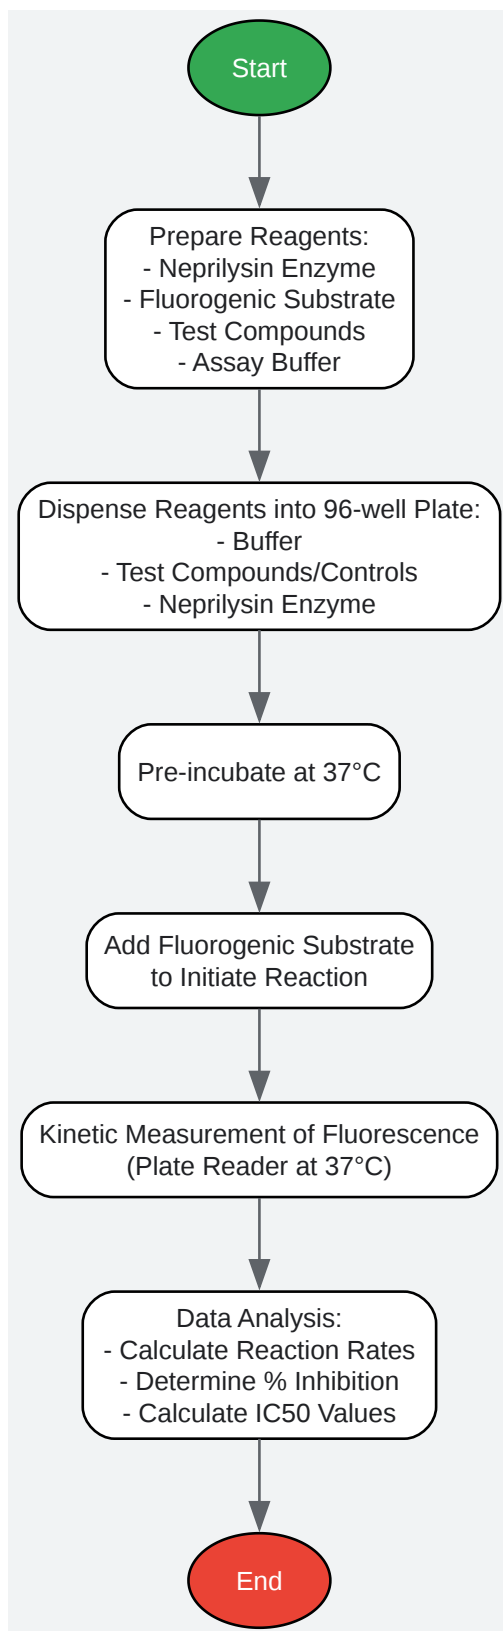 Start
Prepare Reagents:
- Neprilysin Enzyme
- Fluorogenic Substrate
- Test Compounds
- Assay Buffer
Dispense Reagents into 96-well Plate:
- Buffer
- Test Compounds/Controls
- Neprilysin Enzyme
Pre-incubate at 37°C
Add Fluorogenic Substrate
to Initiate Reaction
Kinetic Measurement of Fluorescence
(Plate Reader at 37°C)
Data Analysis:
- Calculate Reaction Rates
- Determine % Inhibition
- Calculate IC50 Values
End